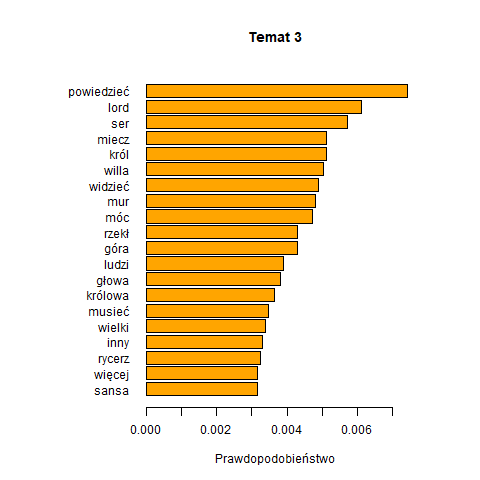 Temat 3
powiedzieć
lord
ser
miecz
król
willa
widzieć
mur
móc
rzekł
góra
ludzi
głowa
królowa
musieć
wielki
inny
rycerz
więcej
sansa
0.000 0.002 0.004 0.006
Prawdopodobieństwo